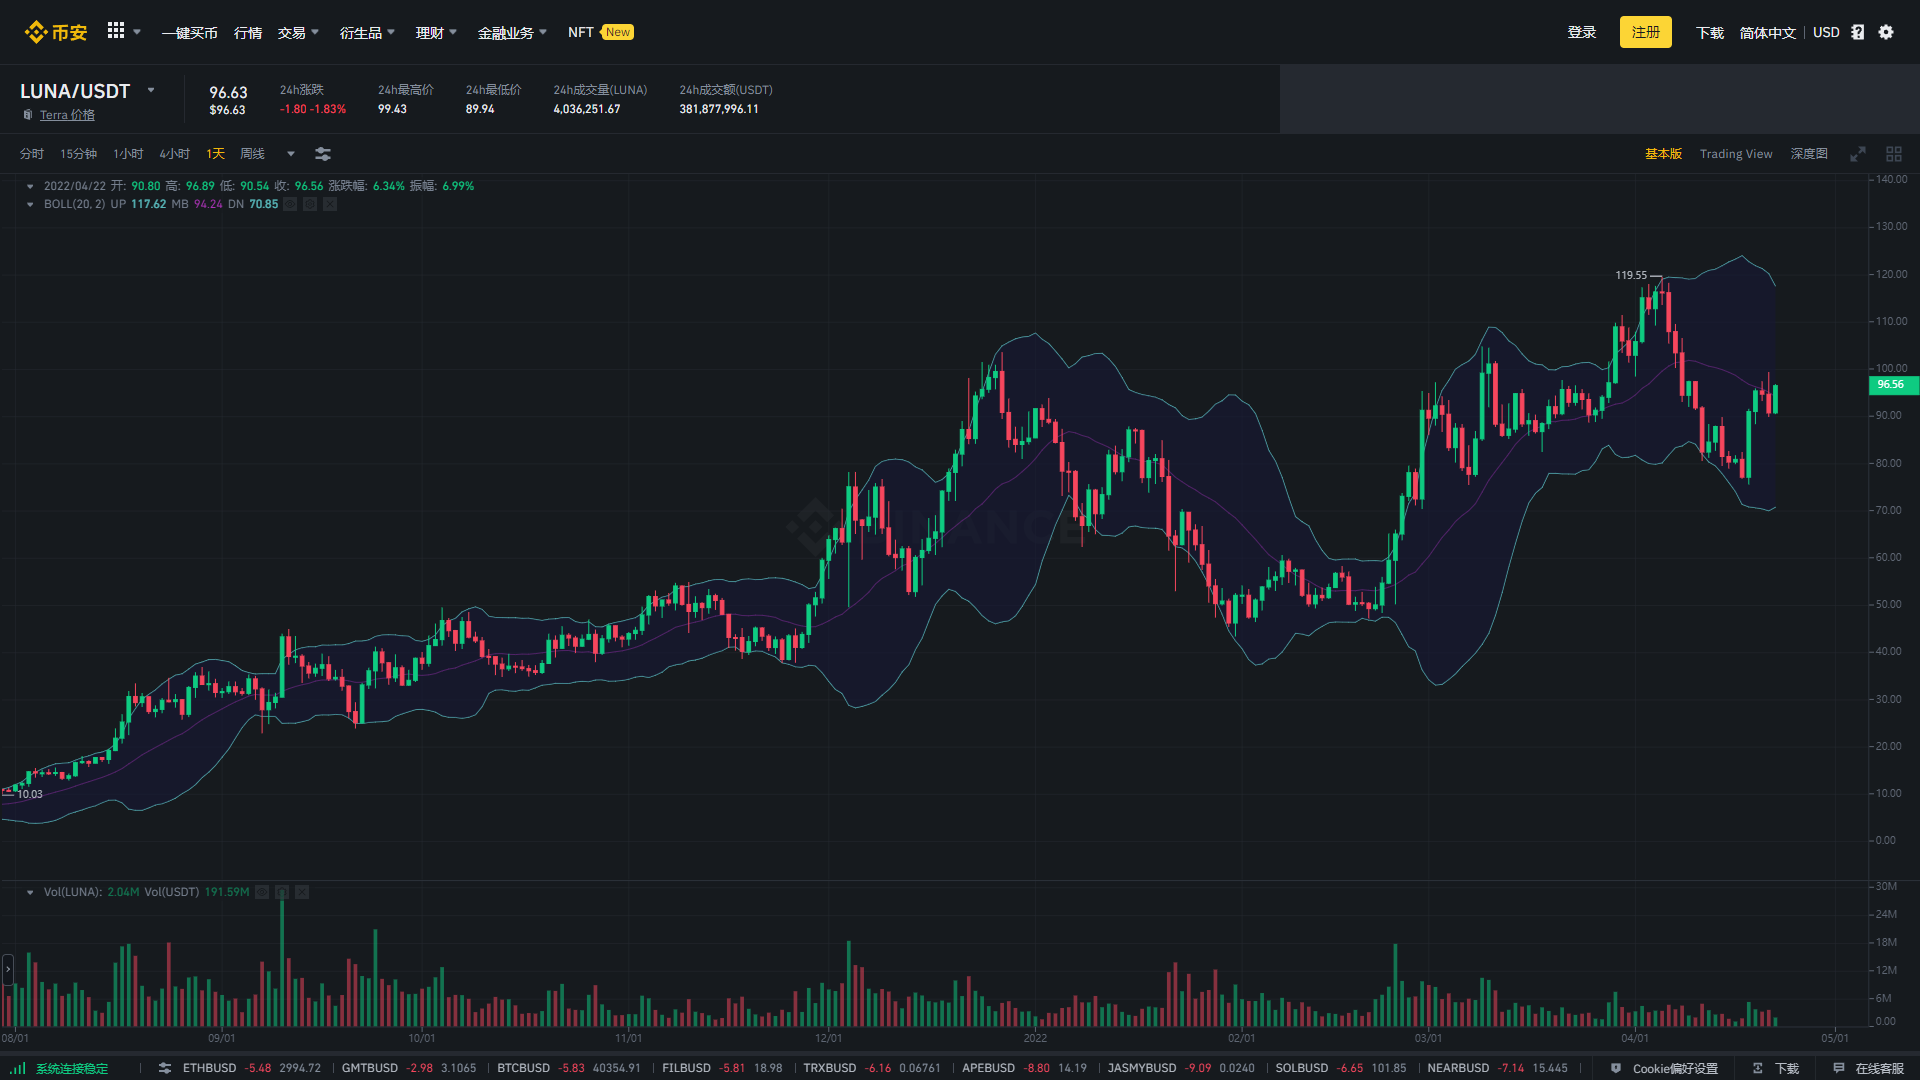 币安 一键买币 行情 交易 衍生品 理财 金融业务 NFT New 登录 注册 下载 简体中文 USD
LUNA/USDT
Terra 价格
96.63
$96.63
24h涨跌
-1.80 -1.83%
24h最高价
99.43
24h最低价
89.94
24h成交量(LUNA)
4,036,251.67
24h成交额(USDT)
381,877,996.11
分时 15分钟 1小时 4小时 1天 周线 基本版 Trading View 深度图
2022/04/22 开: 90.80 高: 96.89 低: 90.54 收: 96.56 涨跌幅: 6.34% 振幅: 6.99%
BOLL(20, 2) UP 117.62 MB 94.24 DN 70.85
140.00
130.00
120.00
110.00
100.00
96.56
90.00
80.00
70.00
60.00
50.00
40.00
30.00
20.00
10.00
0.00
119.55
BINANCE
10.03
Vol(LUNA): 2.04M Vol(USDT) 191.59M
30M
24M
18M
12M
6M
0.00
08/01 09/01 10/01 11/01 12/01 2022 02/01 03/01 04/01 05/01
系统连接稳定 ETHBUSD -5.48 2994.72 GMTBUSD -2.98 3.1065 BTCBUSD -5.83 40354.91 FILBUSD -5.81 18.98 TRXBUSD -6.16 0.06761 APEBUSD -8.80 14.19 JASMYBUSD -9.09 0.0240 SOLBUSD -6.65 101.85 NEARBUSD -7.14 15.445 Cookie偏好设置 下载 在线客服